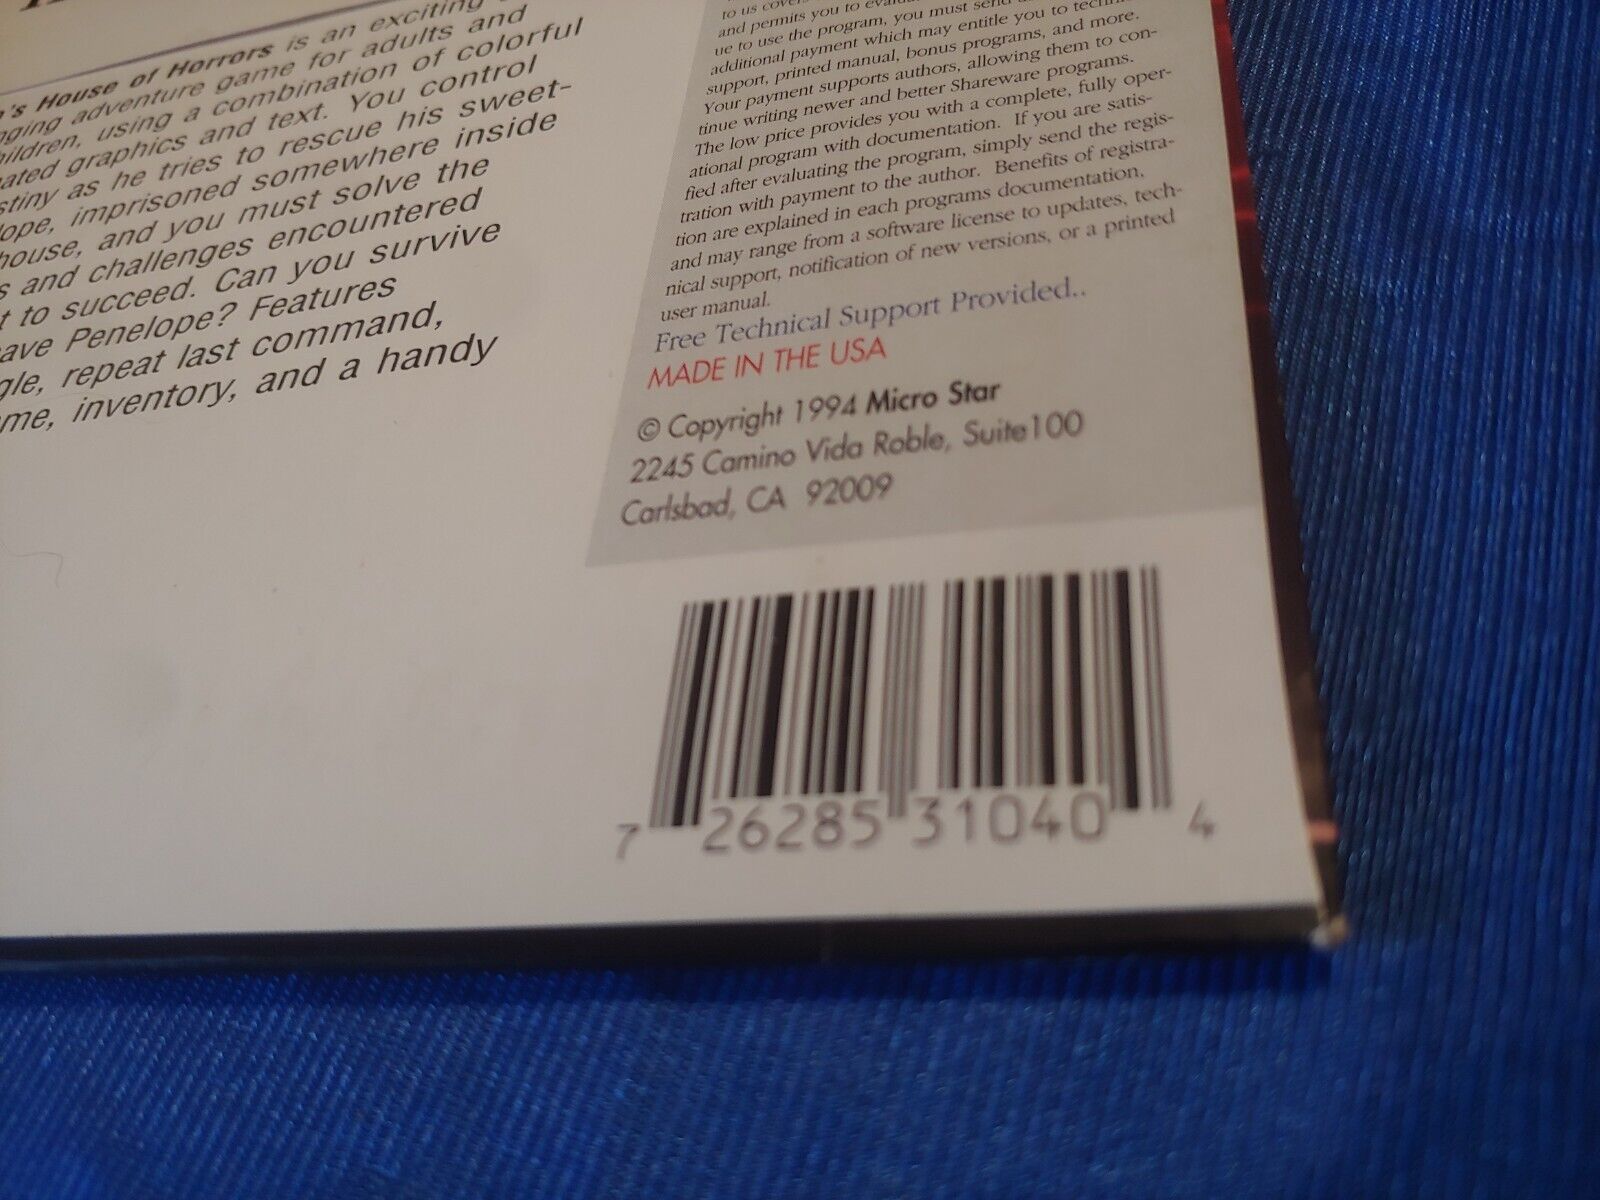 's House of Horrors is an exciting
ging adventure game for adults and
hildren, using a combination of colorful
ated graphics and text. You control
stiny as he tries to rescue his sweet-
lope, imprisoned somewhere inside
house, and you must solve the
s and challenges encountered
t to succeed. Can you survive
ave Penelope? Features
gle, repeat last command,
me, inventory, and a handy
to us covers
and permits you to evalua
ue to use the program, you must send
additional payment which may entitle you to techni
support, printed manual, bonus programs, and more.
Your payment supports authors, allowing them to con-
tinue writing newer and better Shareware programs.
The low price provides you with a complete, fully oper-
ational program with documentation. If you are satis-
fied after evaluating the program, simply send the regis-
tration with payment to the author. Benefits of registra-
tion are explained in each programs documentation,
and may range from a software license to updates, tech-
nical support, notification of new versions, or a printed
user manual.
Free Technical Support Provided..
MADE IN THE USA
© Copyright 1994 Micro Star
2245 Camino Vida Roble, Suite100
Carlsbad, CA 92009
7 26285 31040 4